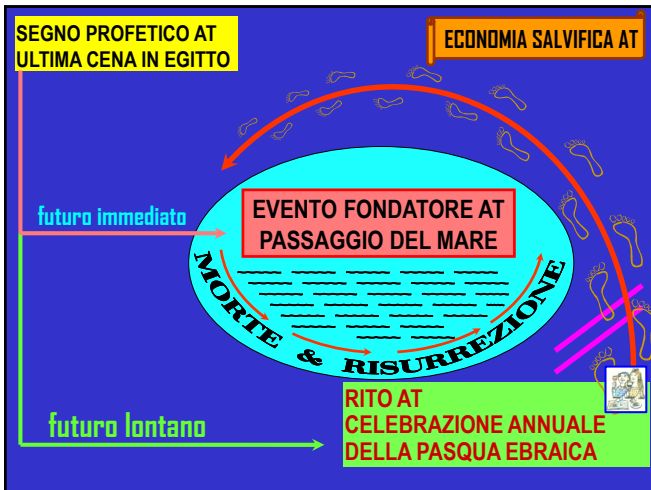 SEGNO PROFETICO AT
ULTIMA CENA IN EGITTO
ECONOMIA SALVIFICA AT
futuro immediato
EVENTO FONDATORE AT
PASSAGGIO DEL MARE
MORTE & RISURREZIONE
futuro lontano
RITO AT
CELEBRAZIONE ANNUALE
DELLA PASQUA EBRAICA